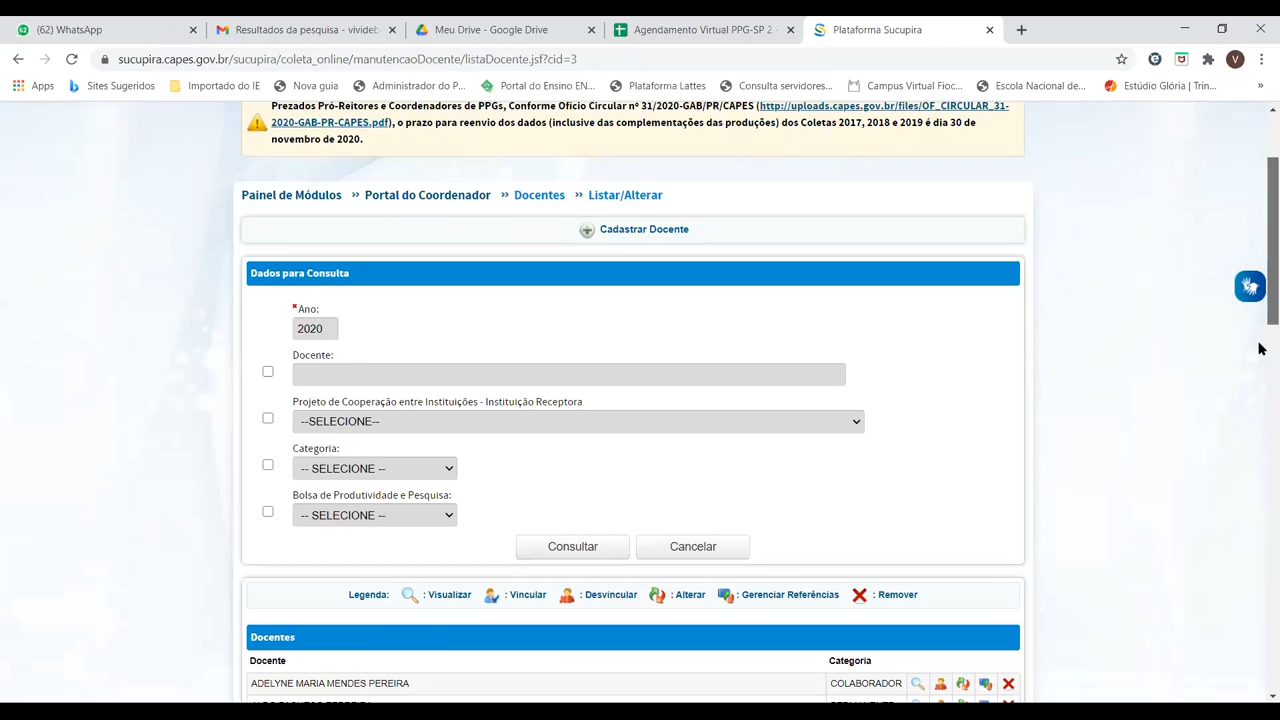 (62) WhatsApp
Resultados da pesquisa - vivideb
Meu Drive - Google Drive
Agendamento Virtual PPG-SP 2
Plataforma Sucupira
sucupira.capes.gov.br/sucupira/coleta_online/manutencaoDocente/listaDocente.jsf?cid=3
V
Apps
Sites Sugeridos
Importado do IE
Nova guia
Administrador do P...
Portal do Ensino EN...
Plataforma Lattes
Consulta servidores...
Campus Virtual Fioc...
Escola Nacional de...
Estúdio Glória | Trin...
Prezados Pró-Reitores e Coordenadores de PPGs, Conforme Ofício Circular nº 31/2020-GAB/PR/CAPES (http://uploads.capes.gov.br/files/OF_CIRCULAR_31-
2020-GAB-PR-CAPES.pdf), o prazo para reenvio dos dados (inclusive das complementações das produções) dos Coletas 2017, 2018 e 2019 é dia 30 de
novembro de 2020.
Painel de Módulos » Portal do Coordenador » Docentes » Listar/Alterar
Cadastrar Docente
Dados para Consulta
* Ano:
2020
Docente:
Projeto de Cooperação entre Instituições - Instituição Receptora
--SELECIONE--
Categoria:
-- SELECIONE --
Bolsa de Produtividade e Pesquisa:
-- SELECIONE --
Consultar
Cancelar
Legenda: : Visualizar : Vincular : Desvincular : Alterar : Gerenciar Referências : Remover
Docentes
Docente Categoria
ADELYNE MARIA MENDES PEREIRA COLABORADOR